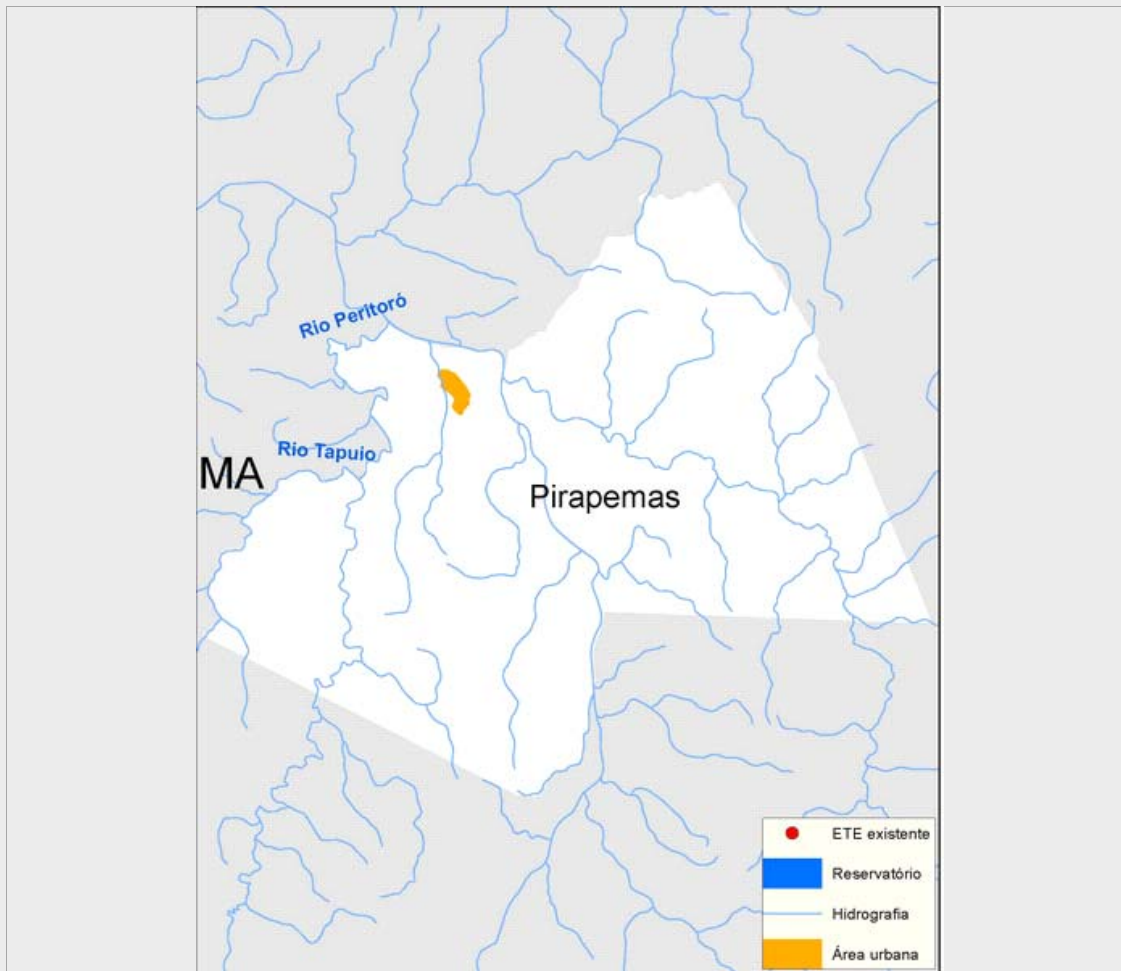 Rio Peritoró
Rio Tapuio
MA
Pirapemas
ETE existente
Reservatório
Hidrografia
Área urbana